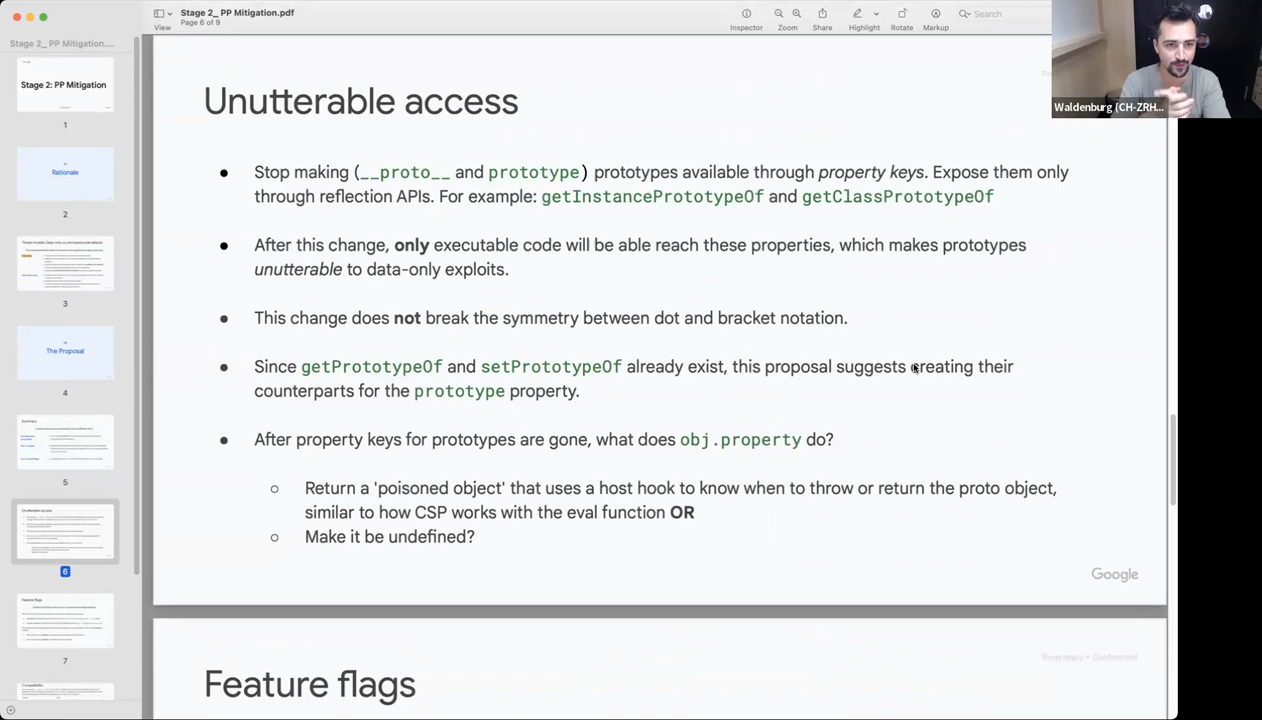 Stage 2_ PP Mitigation.pdf
Page 6 of 9
View
Inspector
Zoom
Share
Highlight
Rotate
Markup
Search
Waldenburg (CH-ZRH...
Stage 2_ PP Mitigation....
Stage 2: PP Mitigation
1
Rationale
2
3
The Proposal
4
Summary
5
Unutterable access
6
Feature flags
7
Compatibility
Unutterable access
Stop making (__proto__ and prototype) prototypes available through property keys. Expose them only
through reflection APIs. For example: getInstancePrototypeOf and getClassPrototypeOf
After this change, only executable code will be able reach these properties, which makes prototypes
unutterable to data-only exploits.
This change does not break the symmetry between dot and bracket notation.
Since getPrototypeOf and setPrototypeOf already exist, this proposal suggests creating their
counterparts for the prototype property.
After property keys for prototypes are gone, what does obj.property do?
Return a 'poisoned object' that uses a host hook to know when to throw or return the proto object,
similar to how CSP works with the eval function OR
Make it be undefined?
Google
Proprietary + Confidential
Feature flags